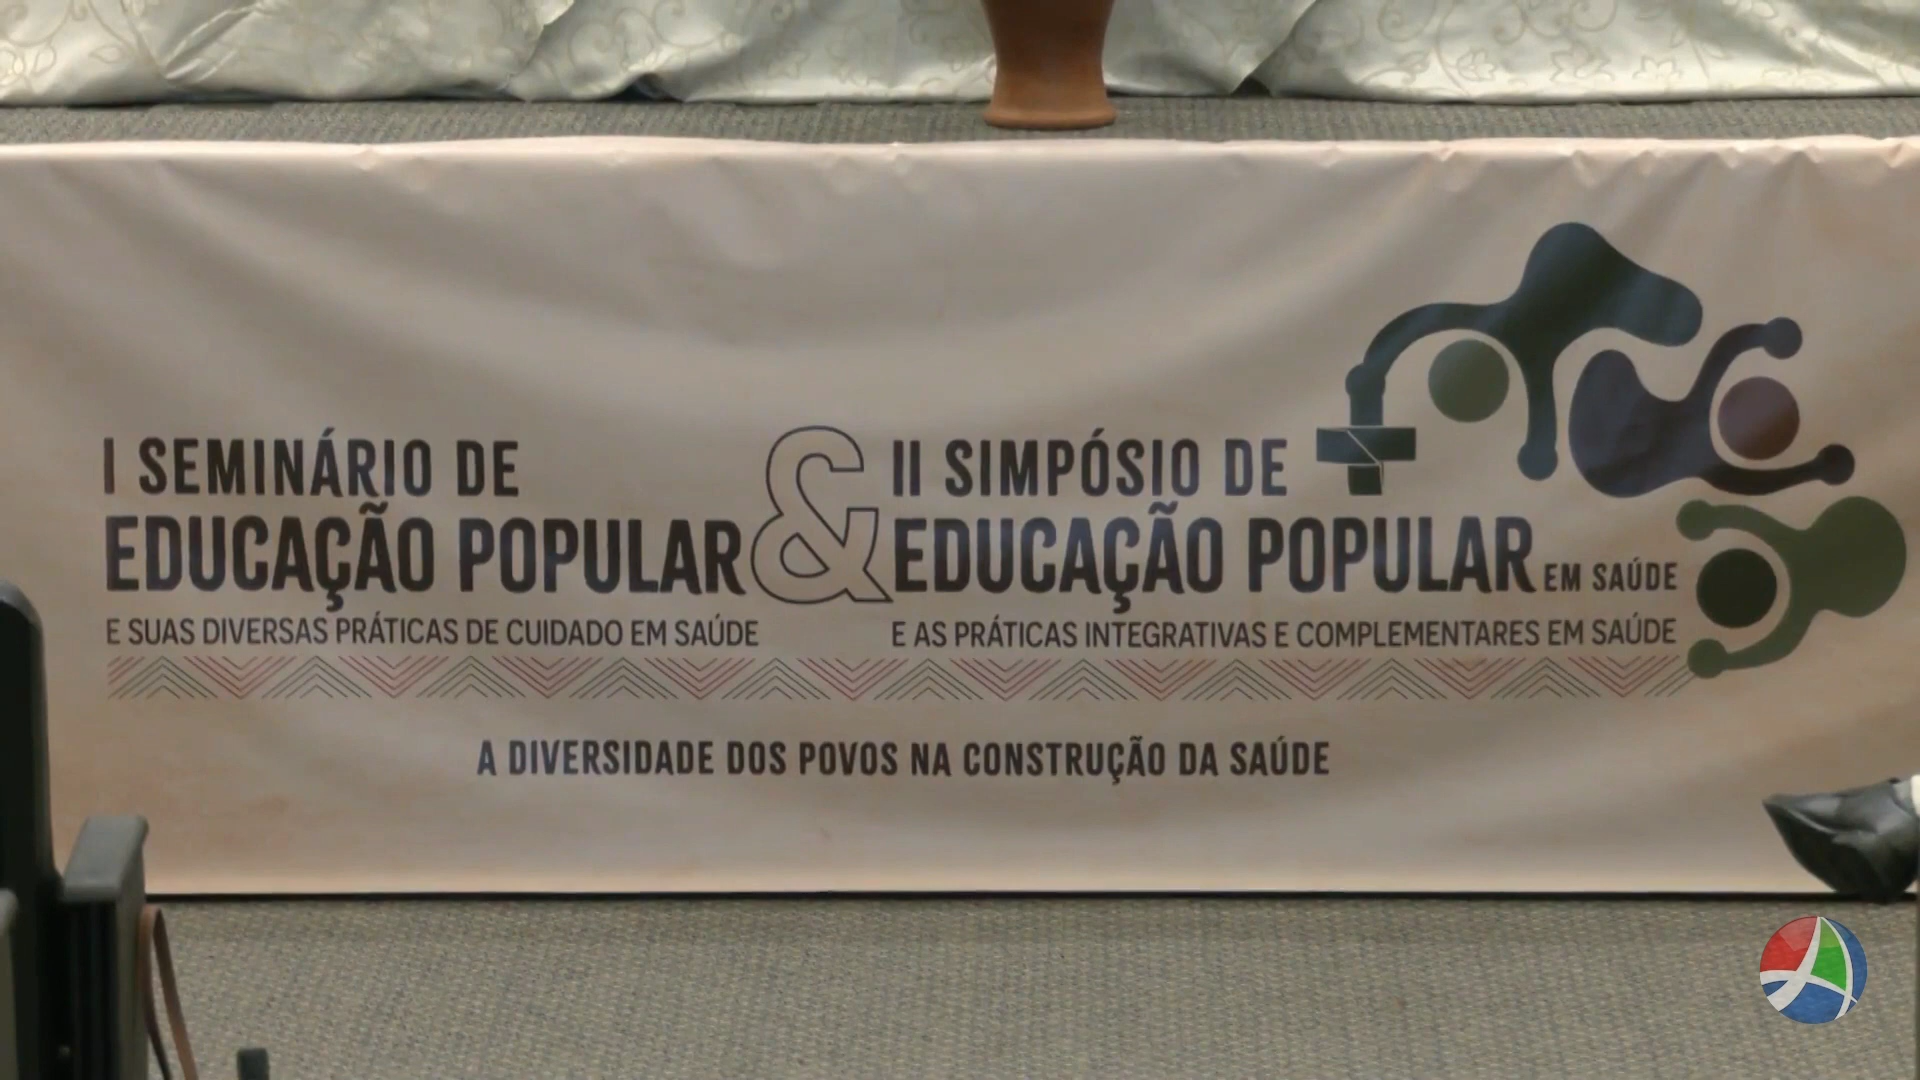 I SEMINÁRIO DE
EDUCAÇÃO POPULAR
E SUAS DIVERSAS PRÁTICAS DE CUIDADO EM SAÚDE
&
II SIMPÓSIO DE
EDUCAÇÃO POPULAR EM SAÚDE
E AS PRÁTICAS INTEGRATIVAS E COMPLEMENTARES EM SAÚDE
A DIVERSIDADE DOS POVOS NA CONSTRUÇÃO DA SAÚDE